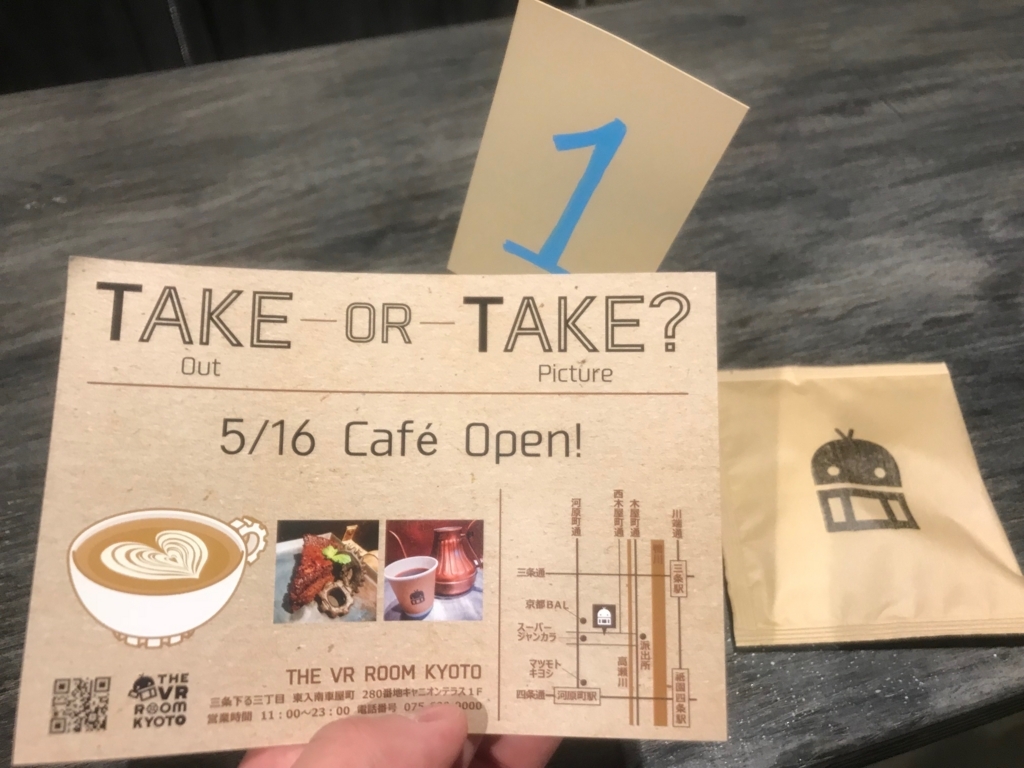 1
TAKE OR TAKE?
Out Picture
5/16 Café Open!
河原町通
西木屋町通
木屋町通
川端通
三条通
三条駅
京都BAL
スーパー
ジャンカラ
派出所
マツモト
キヨシ
高瀬川
四条通
河原町駅
祇園四条駅
THE
VR
ROOM
KYOTO
THE VR ROOM KYOTO
三条下る三丁目 東入南車屋町 280番地キャニオンテラス1F
営業時間 11:00〜23:00 電話番号 075